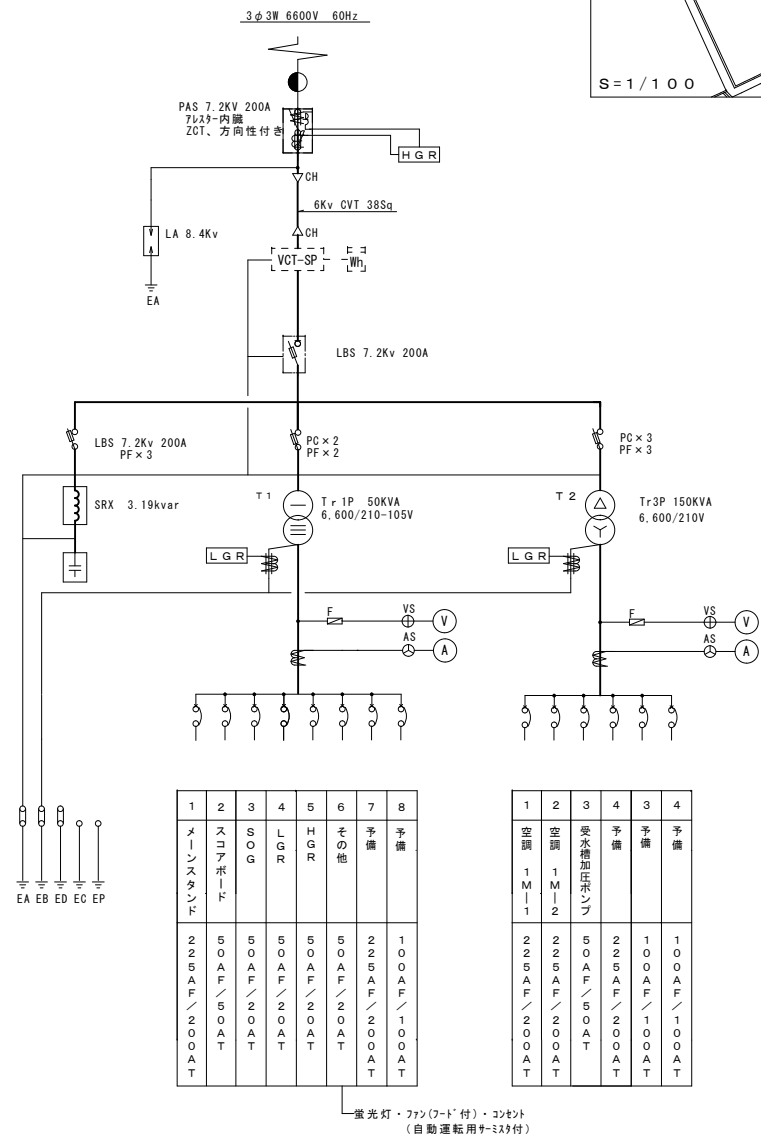 3φ3W 6600V 60Hz
S=1/100
PAS 7.2KV 200A
ｱﾚｽﾀｰ内臓
ZCT、方向性付き
HGR
CH
6Kv CVT 38Sq
LA 8.4Kv
CH
VCT-SP
Wh
EA
LBS 7.2Kv 200A
LBS 7.2Kv 200A
PF×3
PC×2
PF×2
PC×3
PF×3
SRX 3.19kvar
T1
Tr1P 50KVA
6,600/210-105V
T2
Tr3P 150KVA
6,600/210V
LGR
LGR
F
VS
V
AS
A
F
VS
V
AS
A
EA EB ED EC EP
1 メーンスタンド 225AF／200AT
2 スコアボード 50AF／50AT
3 SOG 50AF／20AT
4 LGR 50AF／20AT
5 HGR 50AF／20AT
6 その他 50AF／20AT
7 予備 225AF／200AT
8 予備 100AF／100AT
1 空調 1M－1 225AF／200AT
2 空調 1M－2 225AF／200AT
3 受水槽加圧ポンプ 50AF／50AT
4 予備 225AF／200AT
3 予備 100AF／100AT
4 予備 100AF／100AT
蛍光灯・ﾌｧﾝ(ﾌｰﾄﾞ付)・ｺﾝｾﾝﾄ
(自動運転用ｻｰﾐｽﾀ付)